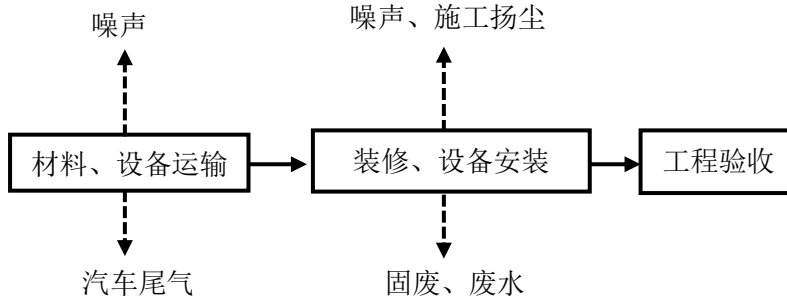 噪声
噪声、施工扬尘
材料、设备运输
装修、设备安装
工程验收
汽车尾气
固废、废水